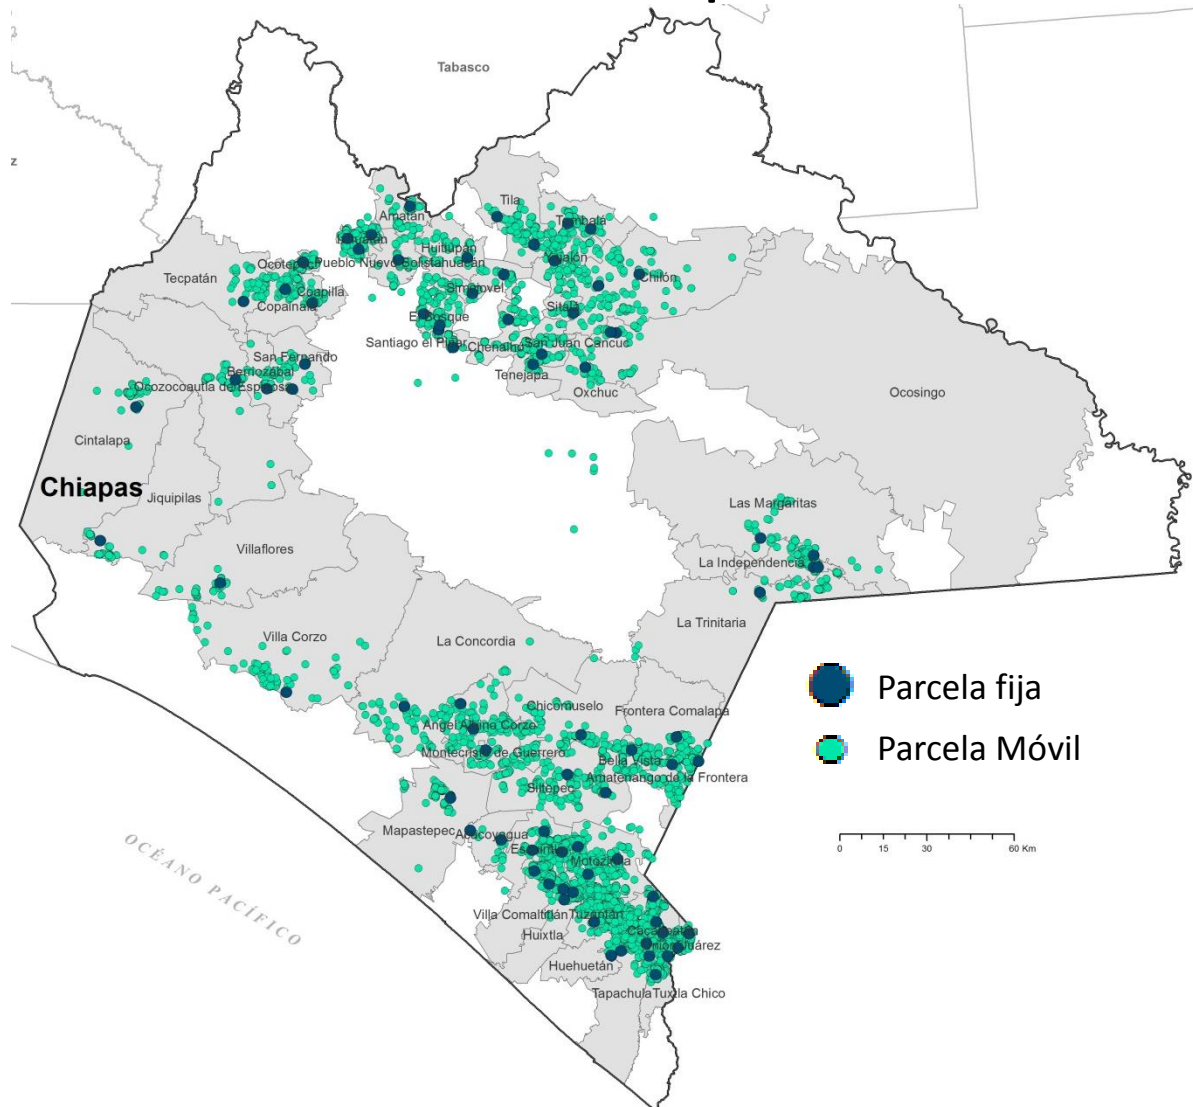 Tabasco
z
Tila
Amatán
Tumbalá
Huitupán
Yajalón
Ocotepec
Pueblo Nuevo Solistahuacán
Tecpatán
Coapilla
Chilón
Simojovel
Copainalá
Sitalá
El Bosque
San Juan Cancuc
Santiago el Pinar
Chenalhó
San Fernando
Berriozábal
Tenejapa
Ocozocoautla de Espinosa
Oxchuc
Ocosingo
Cintalapa
Chiapas
Jiquipilas
Las Margaritas
Villaflores
La Independencia
La Trinitaria
Villa Corzo
La Concordia
Parcela fija
Chicomuselo
Frontera Comalapa
Angel Albino Corzo
Parcela Móvil
Montecristo de Guerrero
Bella Vista
Amatenango de la Frontera
Siltepec
Mapastepec
Acacoyagua
0 15 30 60 Km
Escuintla
Motozintla
OCÉANO PACÍFICO
Villa Comaltitlán
Tuzantán
Huixtla
Cacahoatán
Unión Juárez
Huehuetán
Tapachula
Tuxtla Chico